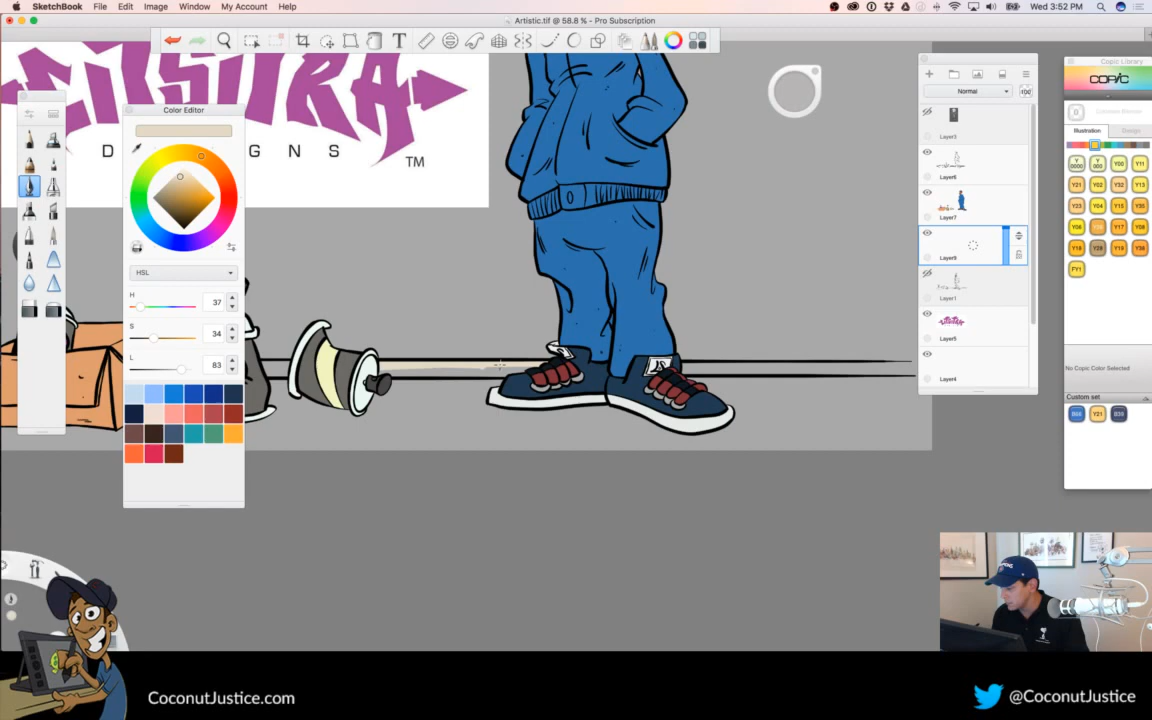 SketchBook File Edit Image Window My Account Help
Wed 3:52 PM
Artistic.tif @ 58.8 % - Pro Subscription
D
G N S
TM
Color Editor
HSL
H 37
S 34
L 83
Normal
Layer3
Layer6
Layer7
Layer9
Layer1
Layer5
Layer4
Copic Library
COPIC
Illustration Design
Y0000 Y000 Y00 Y11
Y21 Y02 Y32 Y13
Y23 Y04 Y15 Y35
Y06 Y17 Y08
Y18 Y28 Y19 Y38
FY1
No Copic Color Selected
Custom set
Y21
CoconutJustice.com
@CoconutJustice